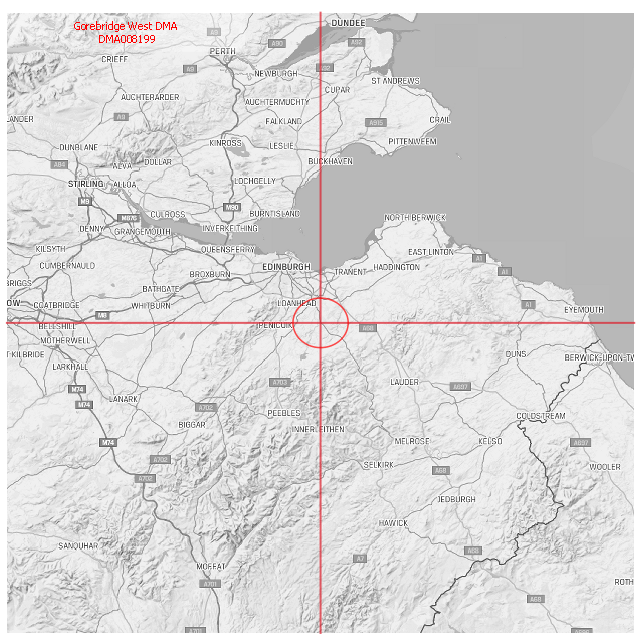 Gorebridge West DMA
DMA008199
DUNDEE
A9
A90
A92
PERTH
CRIEFF
A9
A92
NEWBURGH
ST ANDREWS
CUPAR
AUCHTERARDER
AUCHTERMUCHTY
LANDER
A9
FALKLAND
A915
CRAIL
KINROSS
LESLIE
PITTENWEEM
DUNBLANE
A84
ALVA
DOLLAR
BUCKHAVEN
STIRLING
ALLOA
LOCHGELLY
M9
M90
M876
CULROSS
BURNTISLAND
NORTH BERWICK
DENNY
GRANGEMOUTH
INVERKEITHING
KILSYTH
QUEENSFERRY
EAST LINTON
A1
CUMBERNAULD
EDINBURGH
HADDINGTON
BROXBURN
TRANENT
A1
BRIGGS
BATHGATE
OW
COATBRIDGE
WHITBURN
LOANHEAD
A1
EYEMOUTH
M8
BELLSHILL
PENICUIK
A68
MOTHERWELL
T KILBRIDE
DUNS
BERWICK-UPON-TW
LARKHALL
M74
A703
LAUDER
A697
M74
LANARK
A702
PEEBLES
COLDSTREAM
BIGGAR
INNERLEITHEN
M74
MELROSE
KELSO
A697
A702
SELKIRK
A68
WOOLER
A702
JEDBURGH
HAWICK
SANQUHAR
A7
A68
MOFFAT
A701
ROTH
A68
A701